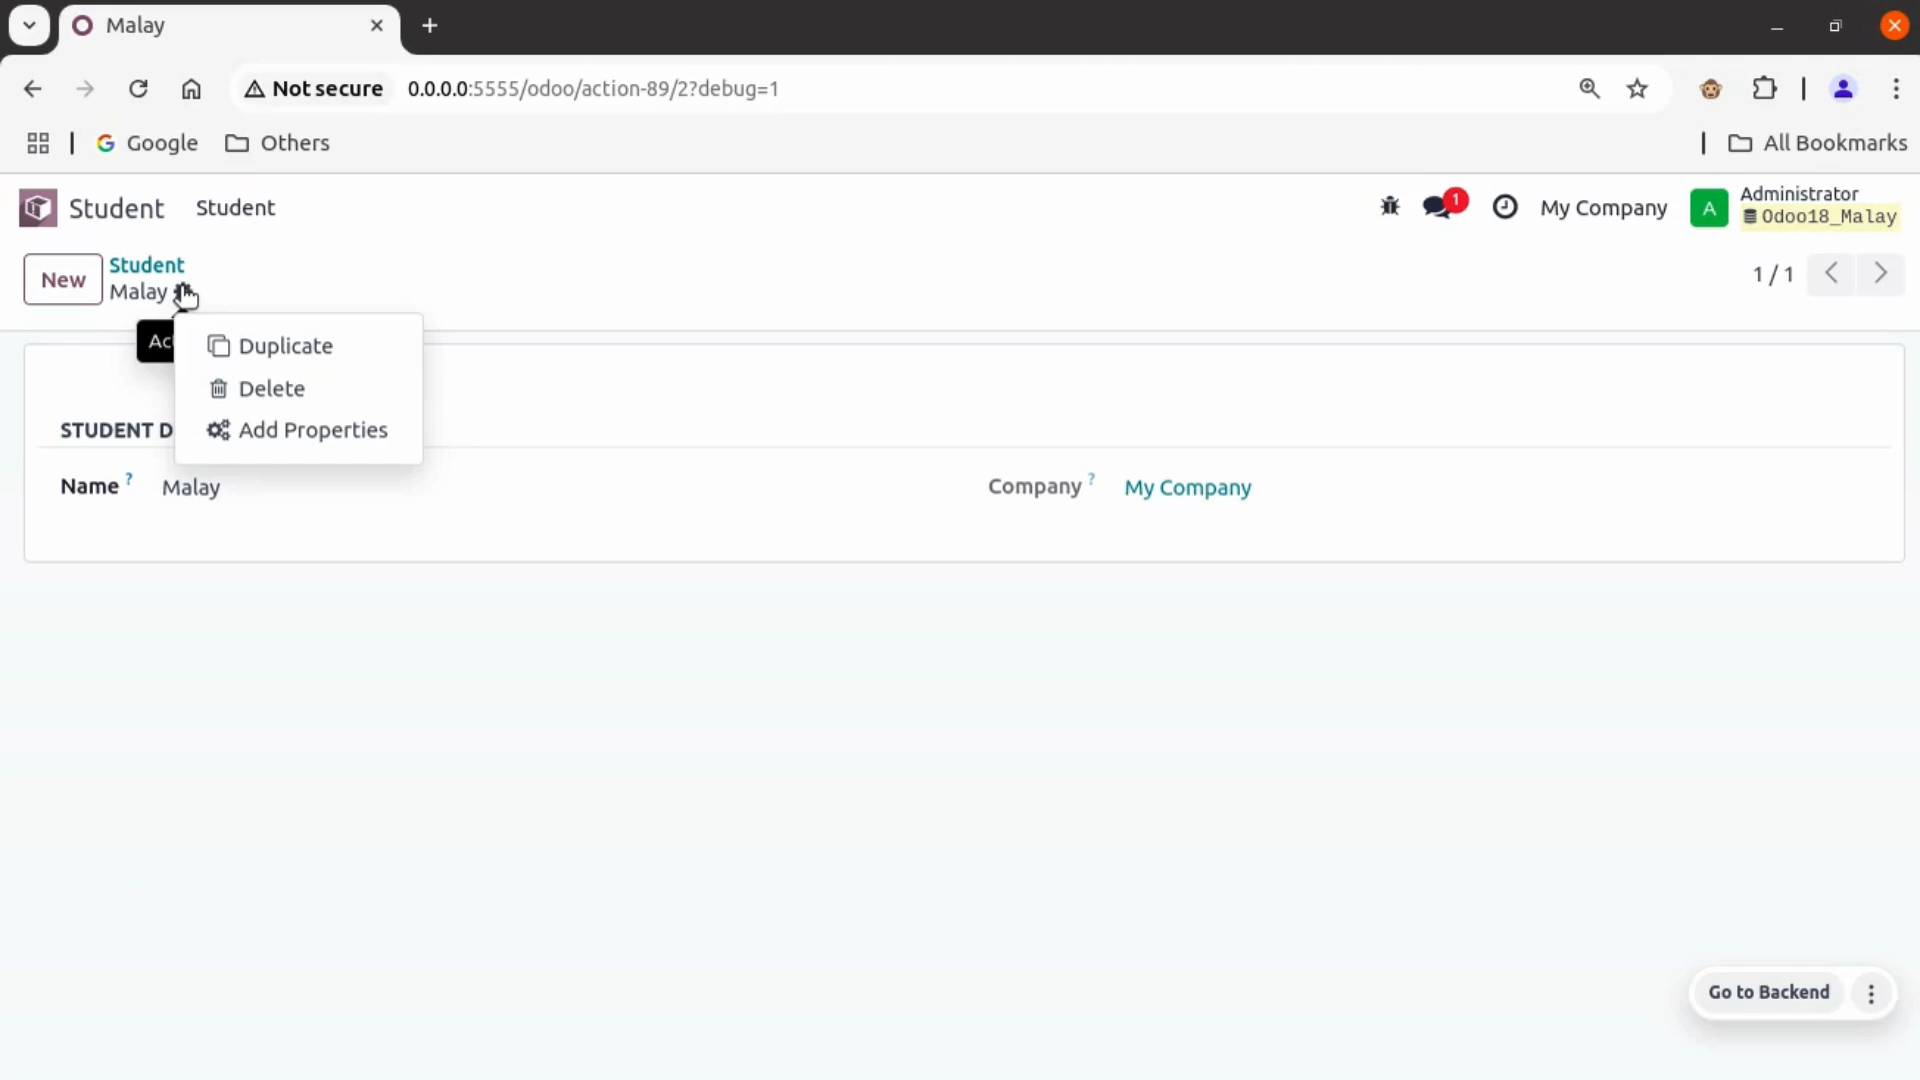 Malay
Not secure 0.0.0.0:5555/odoo/action-89/2?debug=1
Google Others All Bookmarks
Student Student 1 My Company A Administrator
Odoo18_Malay
New Student
Malay
1 / 1
Duplicate
Delete
Add Properties
STUDENT D
Name ? Malay Company ? My Company
Go to Backend